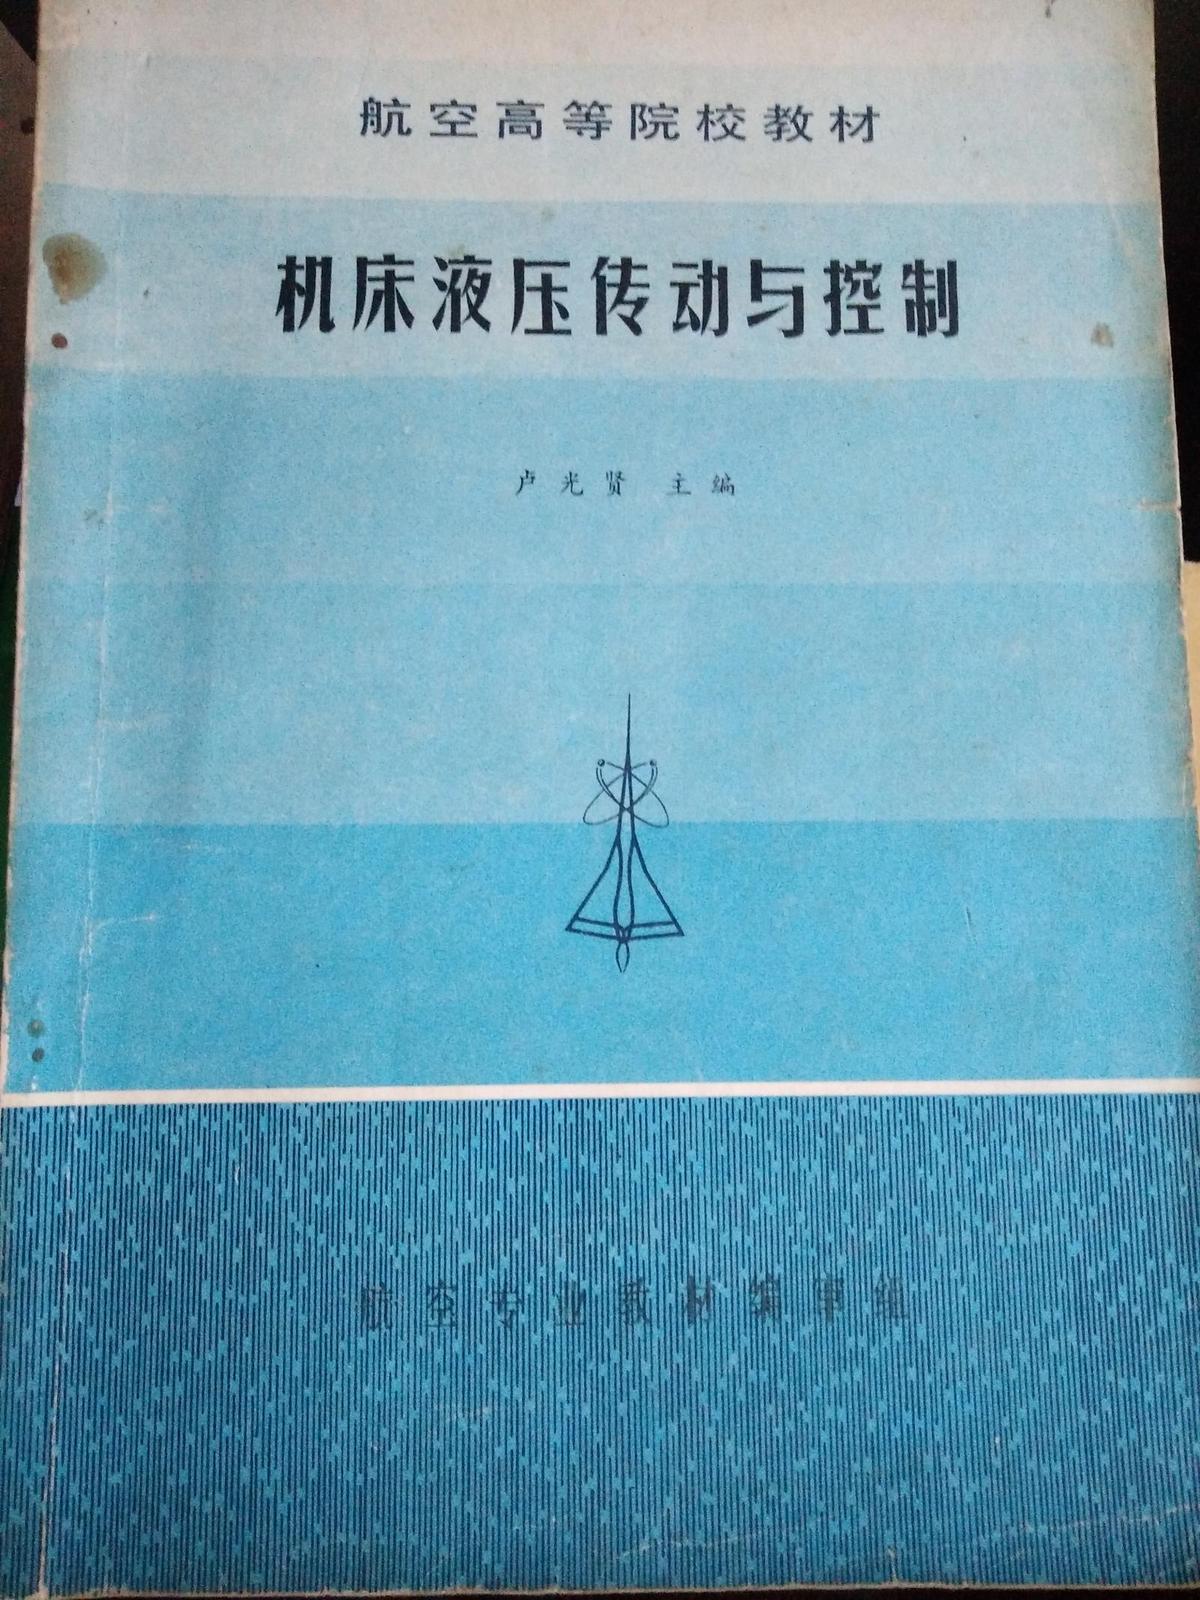 航空高等院校教材
机床液压传动与控制
卢光贤 主编
航空专业教材编审组